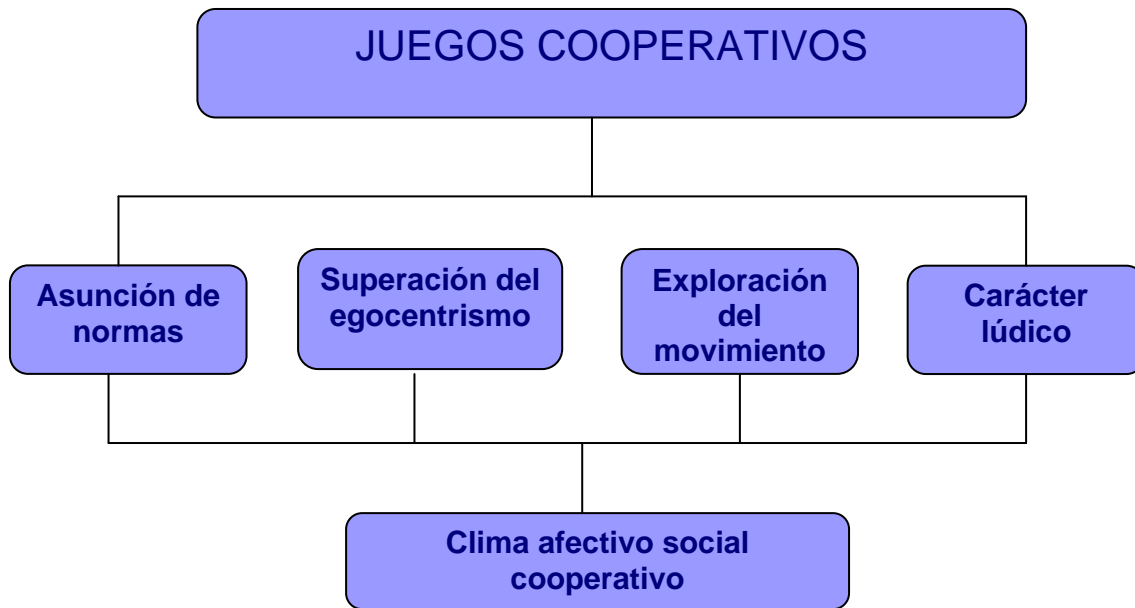 JUEGOS COOPERATIVOS
Asunción de
normas
Superación del
egocentrismo
Exploración
del
movimiento
Carácter
lúdico
Clima afectivo social
cooperativo